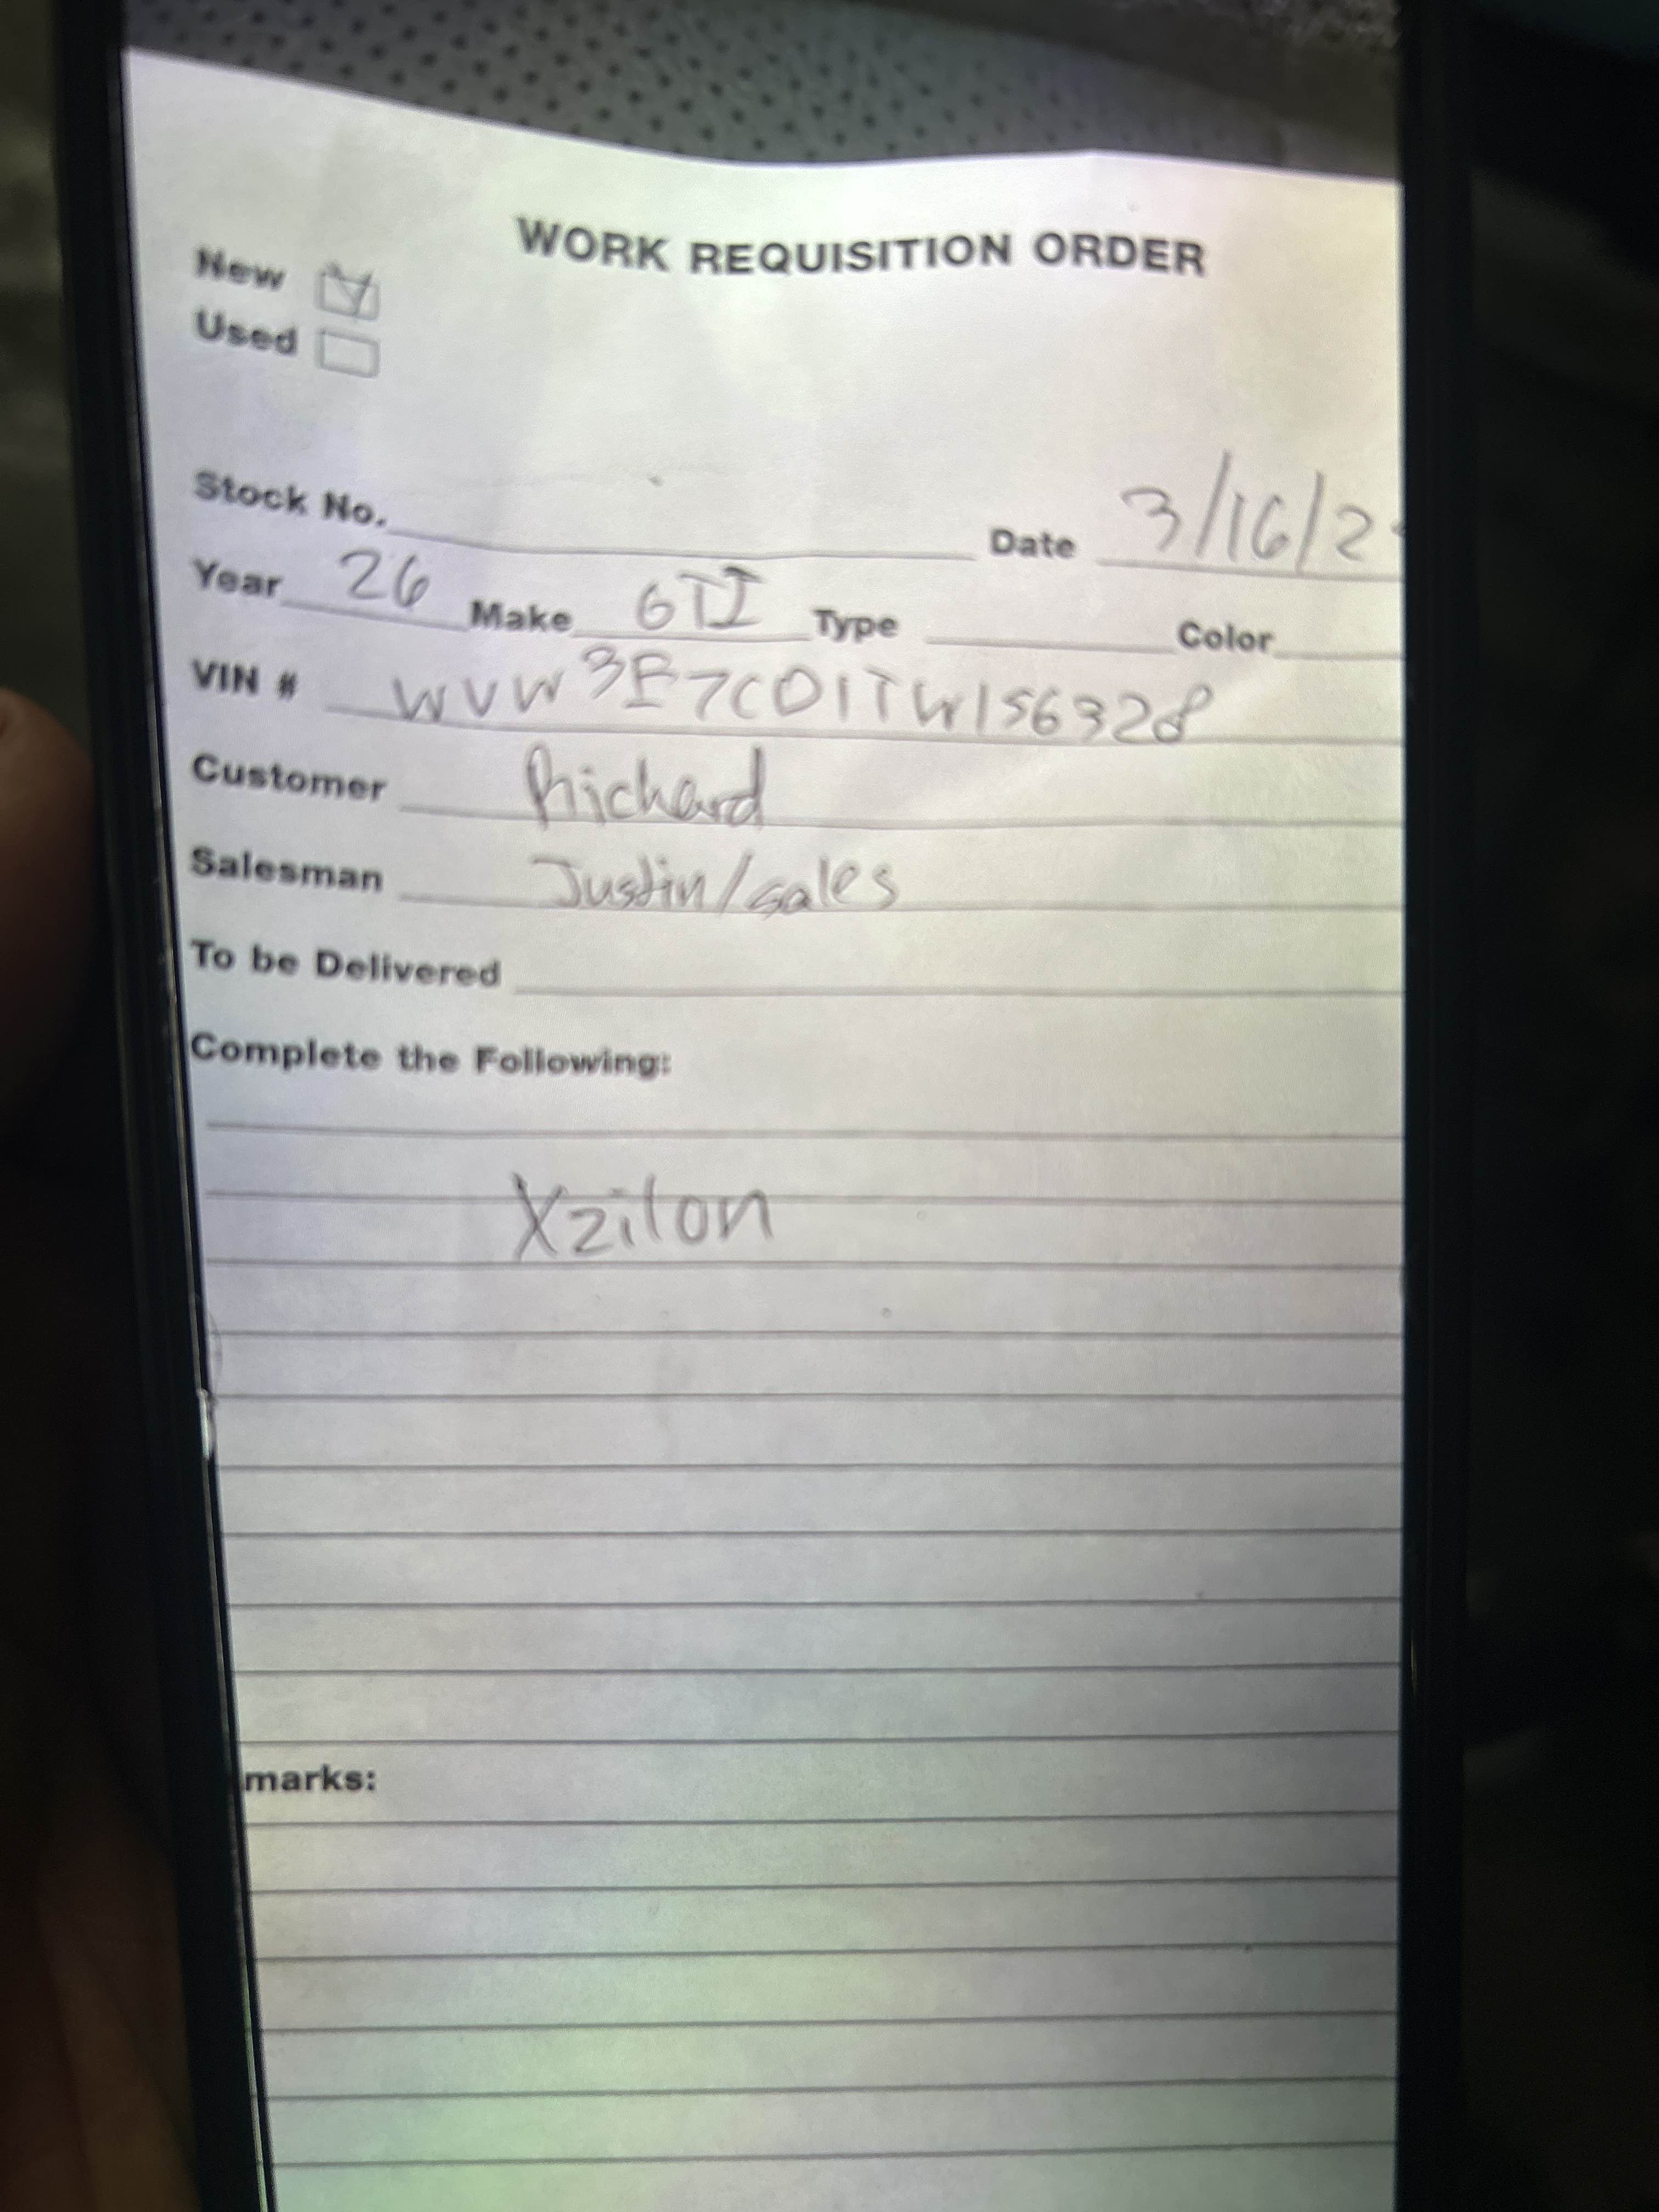 WORK REQUISITION ORDER
New
Used
Stock No.
Date 3/16/2
Year 26 Make GTI Type Color
VIN # WVW3E7CD1TW156328
Customer Richard
Salesman Justin/sales
To be Delivered
Complete the Following:
Xzilon
marks: